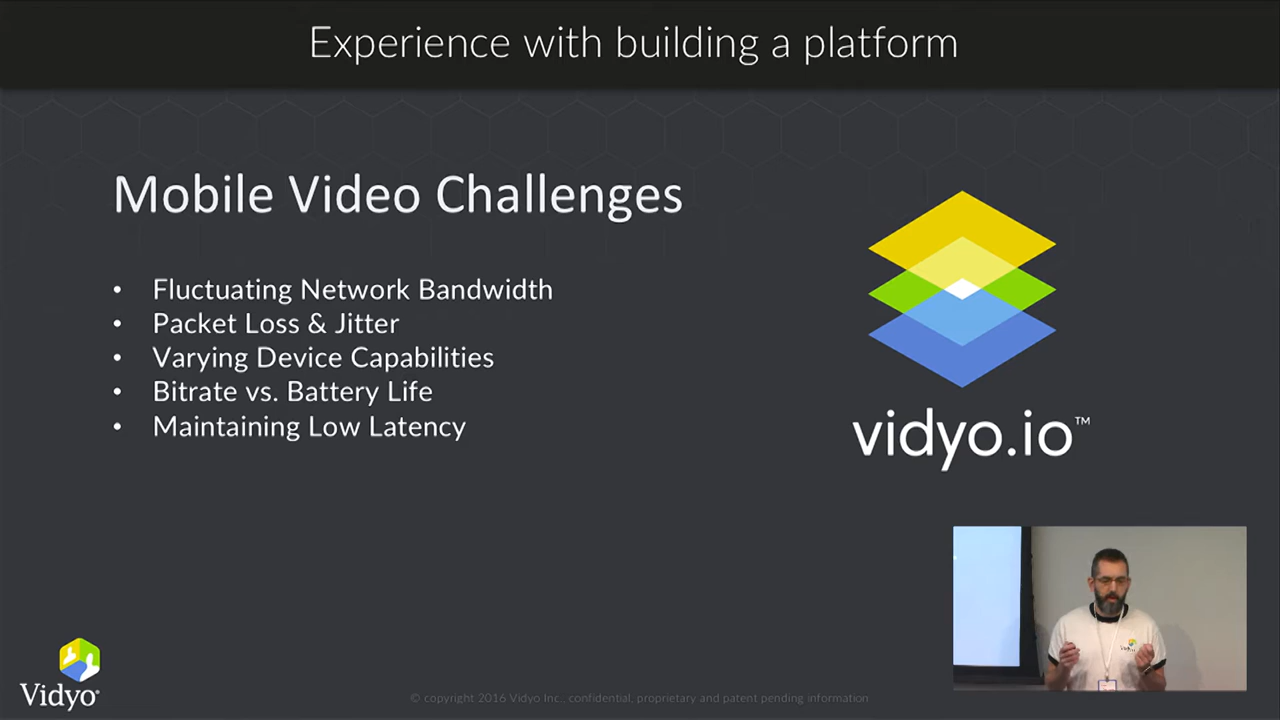 Experience with building a platform
Mobile Video Challenges
• Fluctuating Network Bandwidth
• Packet Loss & Jitter
• Varying Device Capabilities
• Bitrate vs. Battery Life
• Maintaining Low Latency
vidyo.io™
Vidyo
© copyright 2016 Vidyo Inc., confidential, proprietary and patent pending information